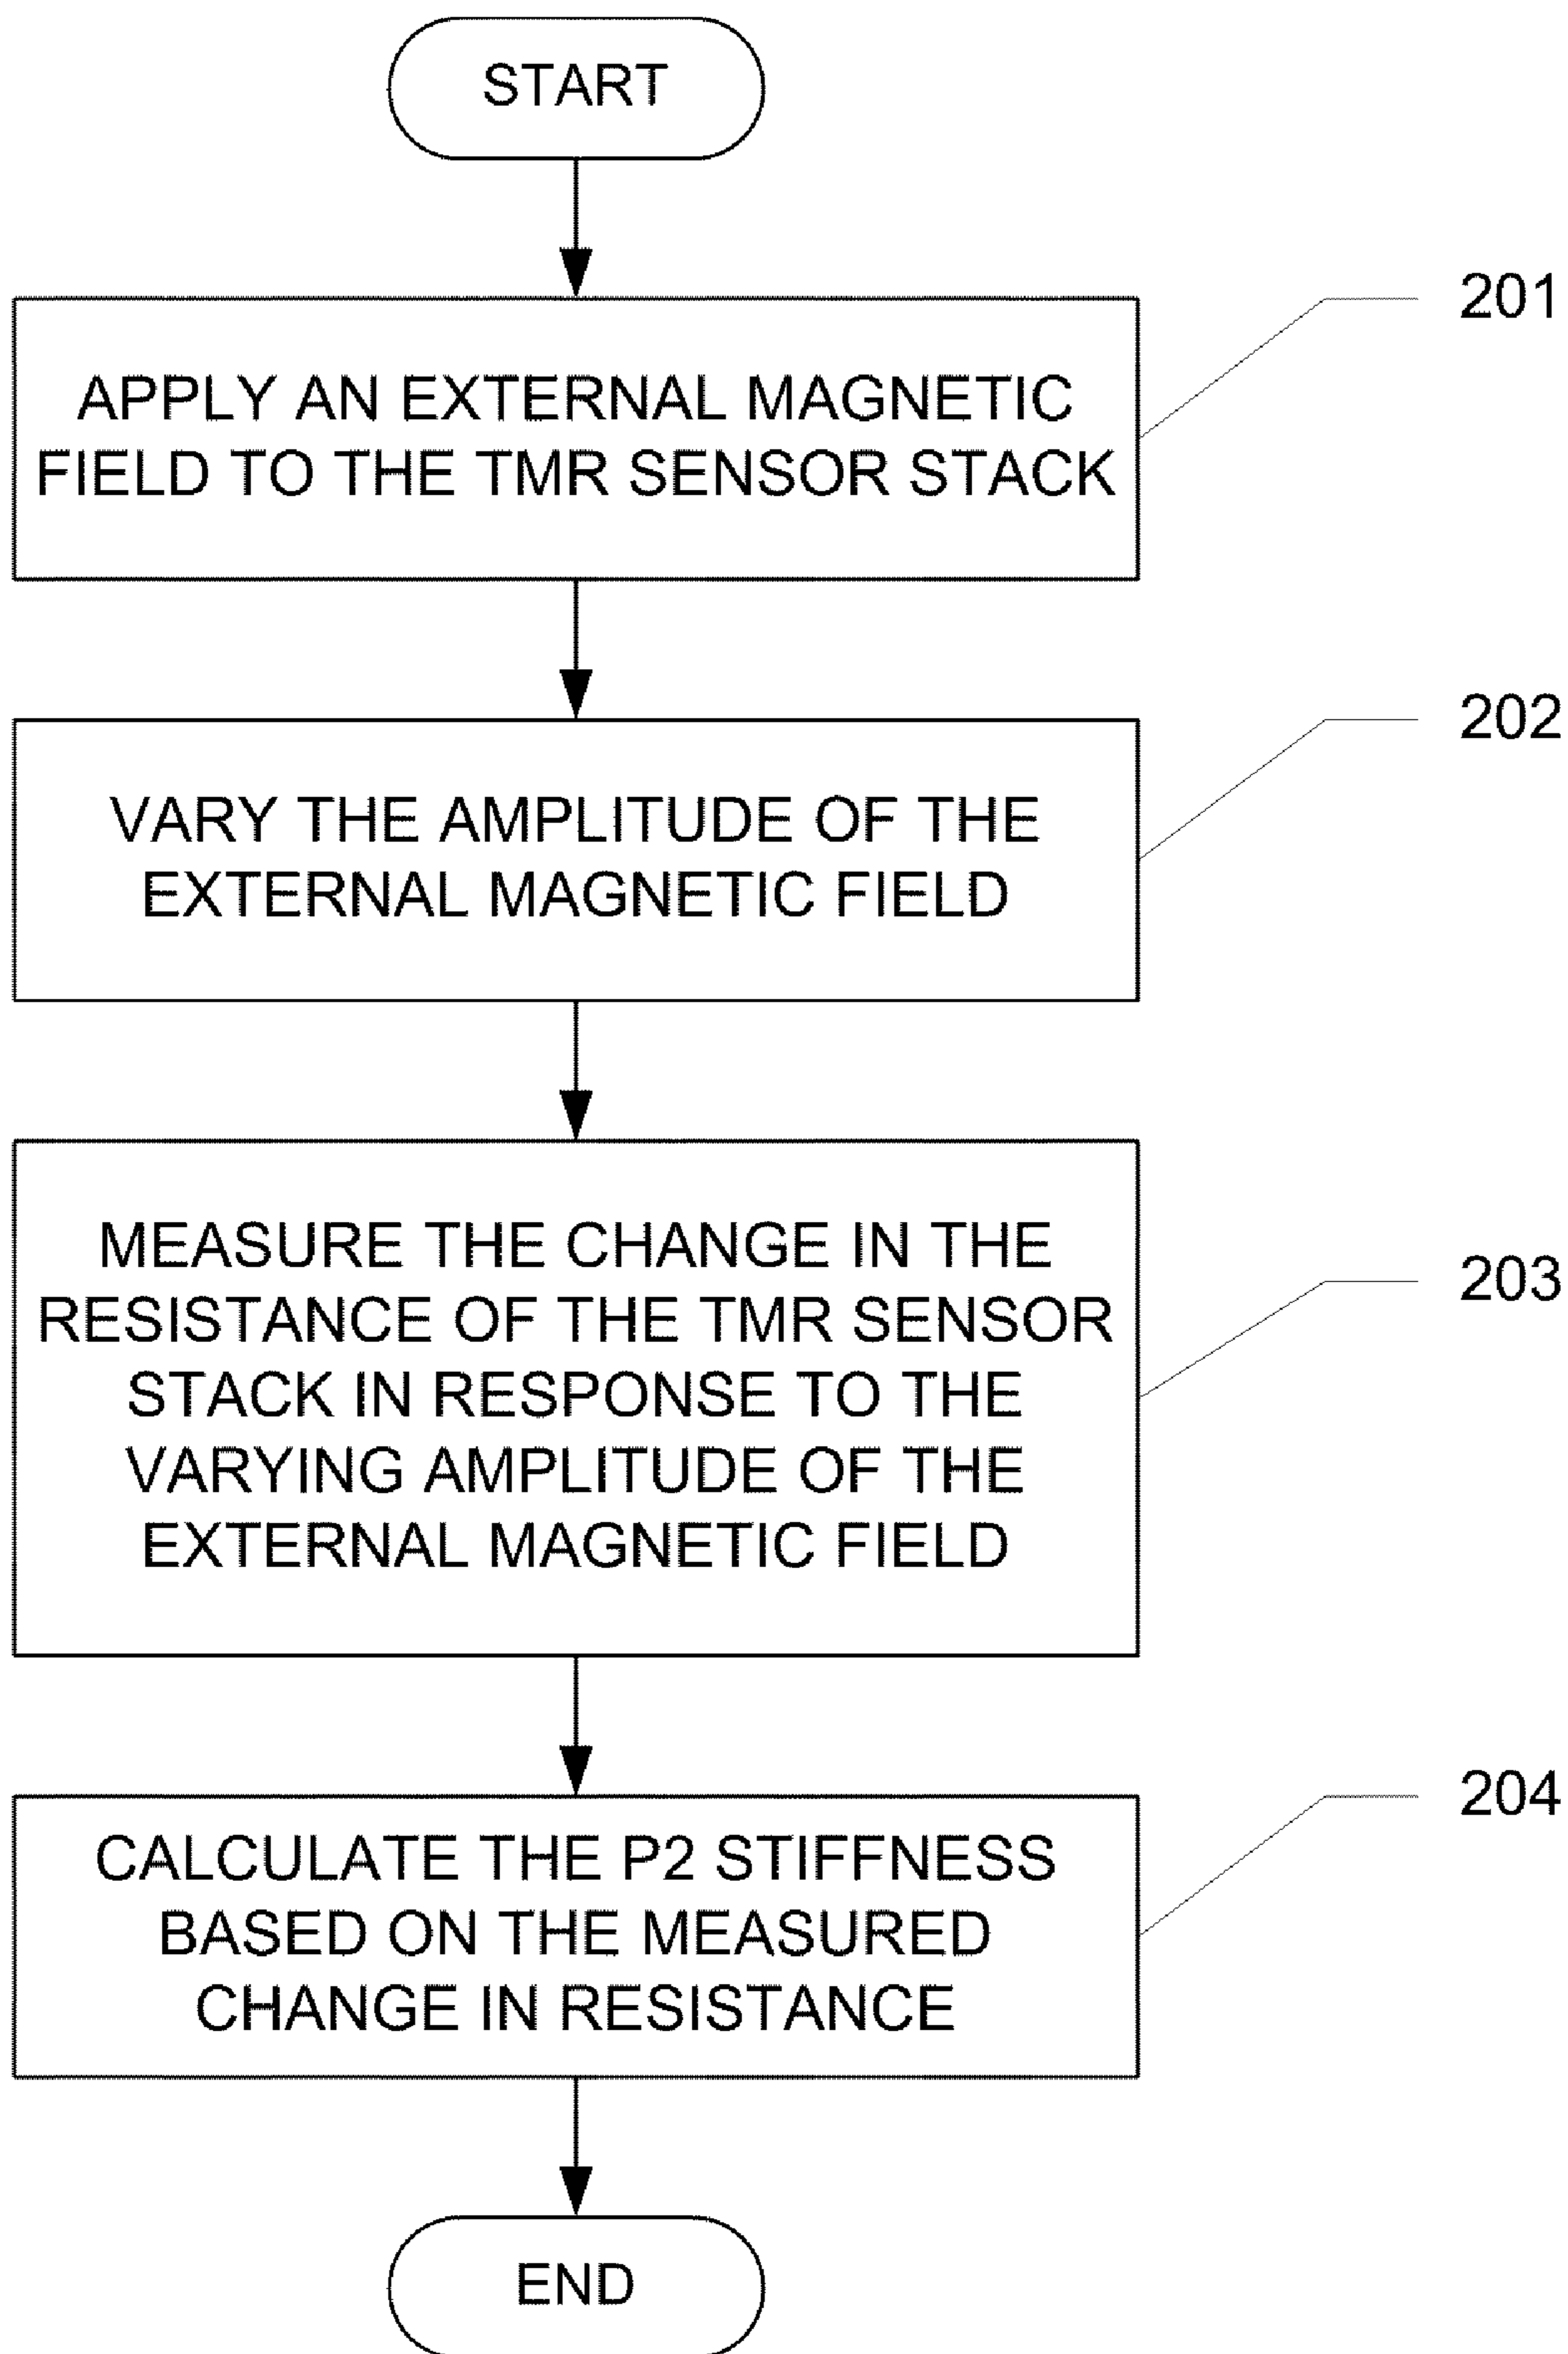 START
201
APPLY AN EXTERNAL MAGNETIC
FIELD TO THE TMR SENSOR STACK
202
VARY THE AMPLITUDE OF THE
EXTERNAL MAGNETIC FIELD
203
MEASURE THE CHANGE IN THE
RESISTANCE OF THE TMR SENSOR
STACK IN RESPONSE TO THE
VARYING AMPLITUDE OF THE
EXTERNAL MAGNETIC FIELD
204
CALCULATE THE P2 STIFFNESS
BASED ON THE MEASURED
CHANGE IN RESISTANCE
END